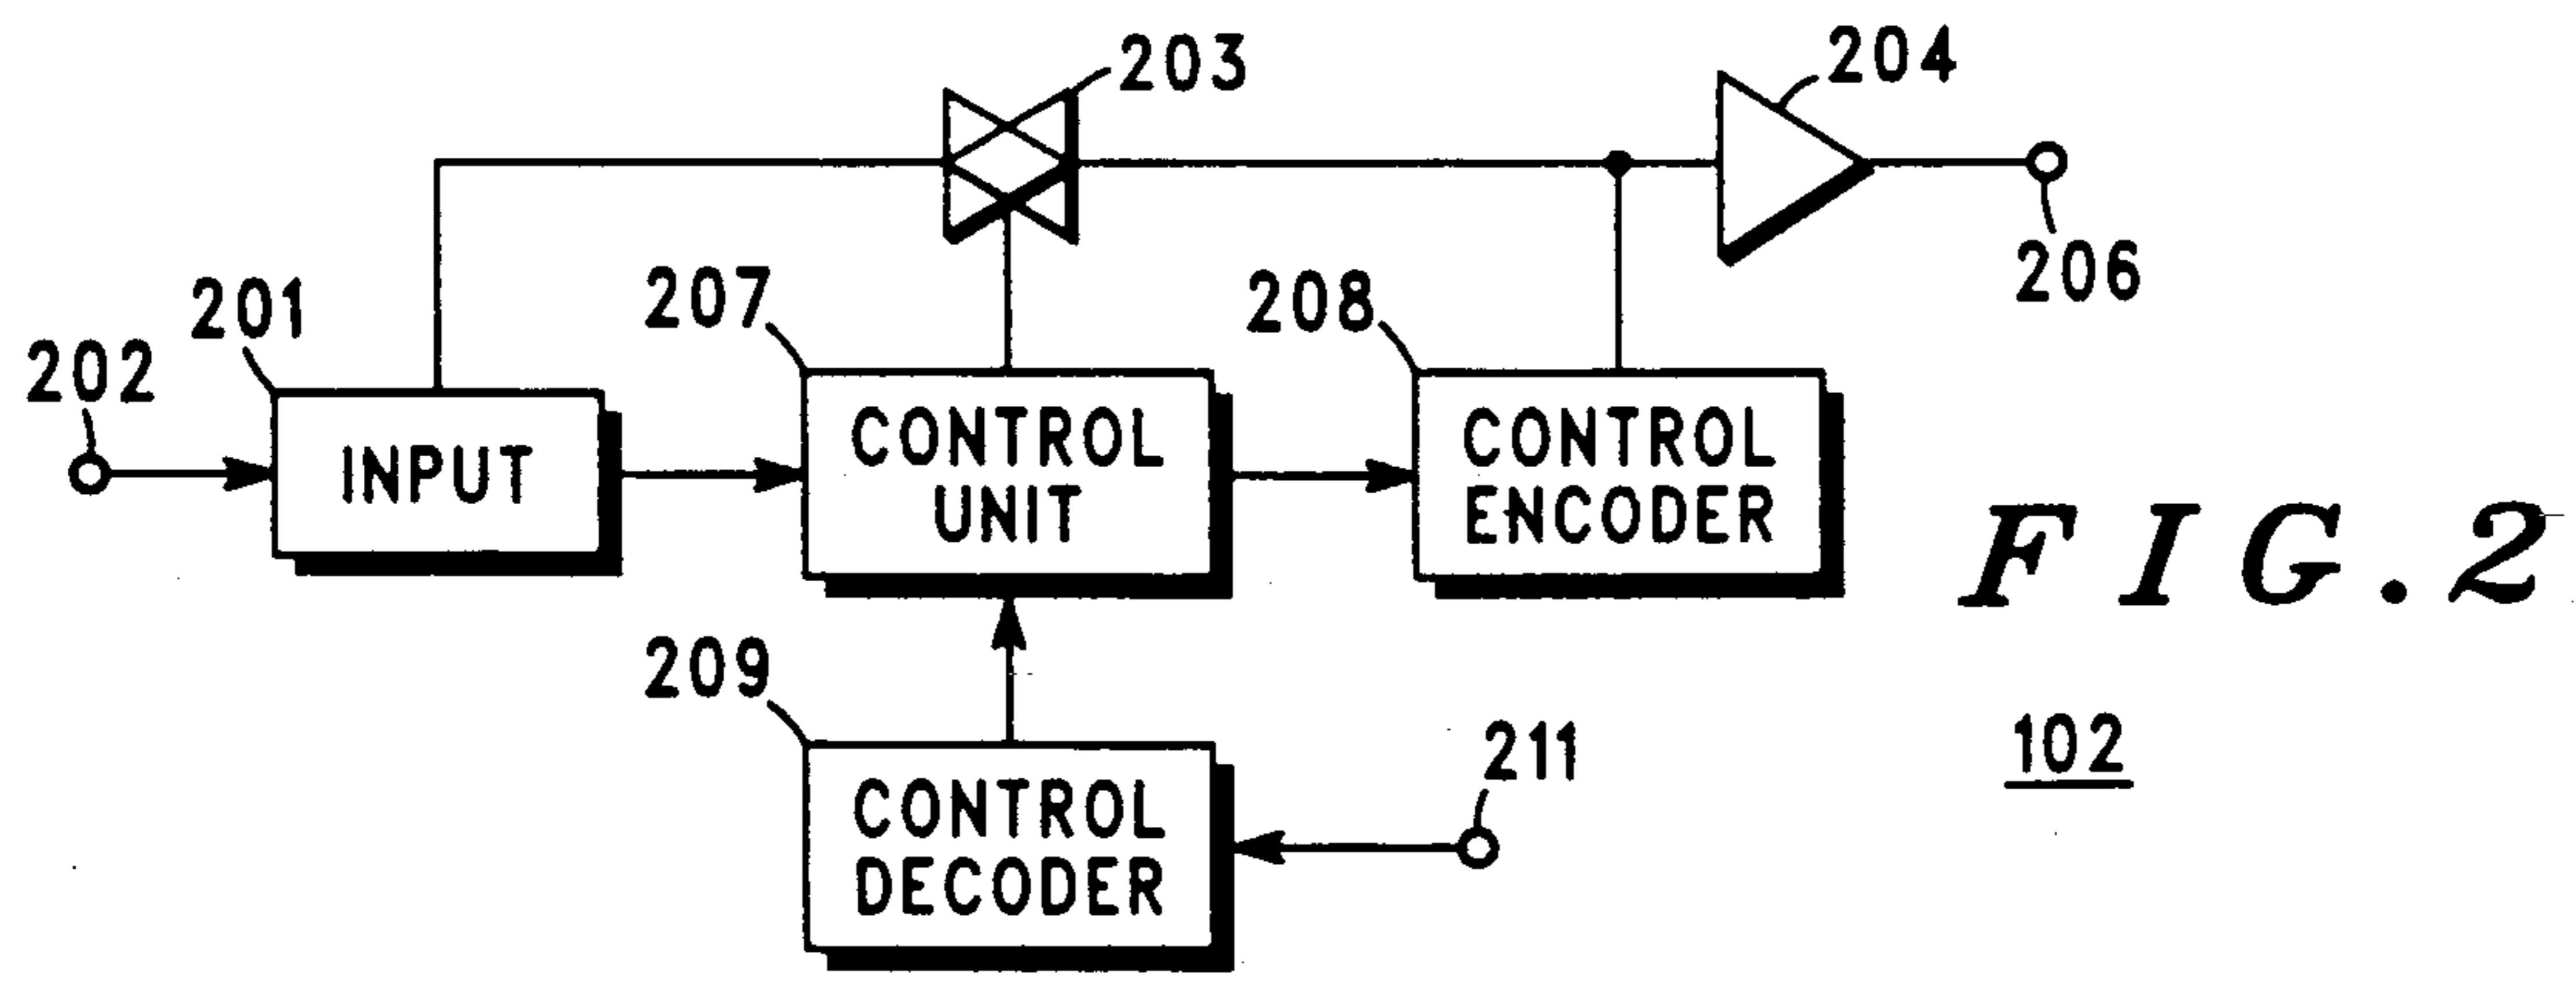 203
204
206
201
207
208
202
INPUT
CONTROL
UNIT
CONTROL
ENCODER
FIG.2
209
211
102
CONTROL
DECODER